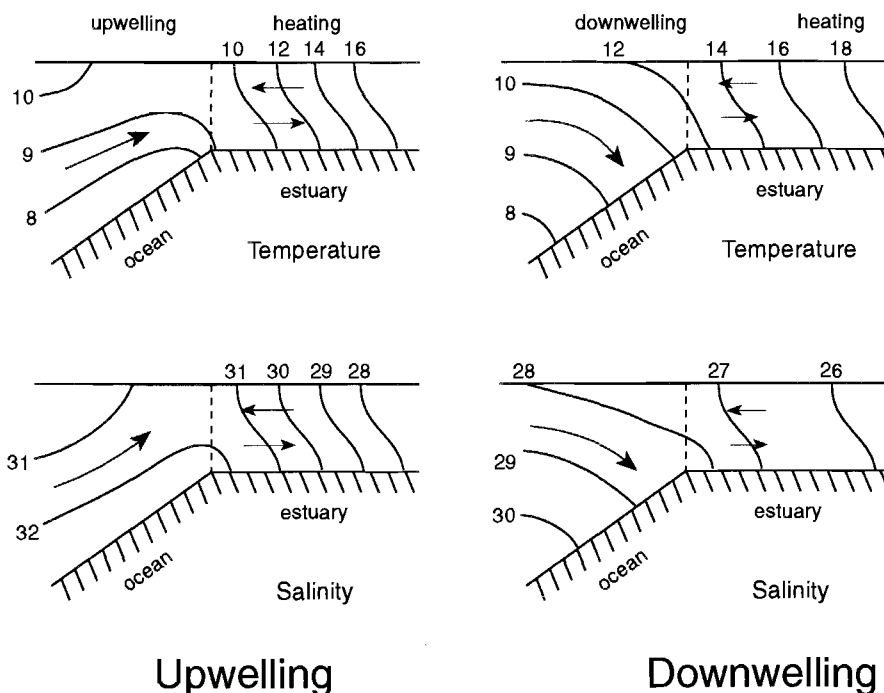 upwelling heating
10 12 14 16
10
9
8
estuary
ocean
Temperature
downwelling heating
12 14 16 18
10
9
8
estuary
ocean
Temperature
31 30 29 28
31
32
estuary
ocean
Salinity
28 27 26
29
30
estuary
ocean
Salinity
Upwelling
Downwelling